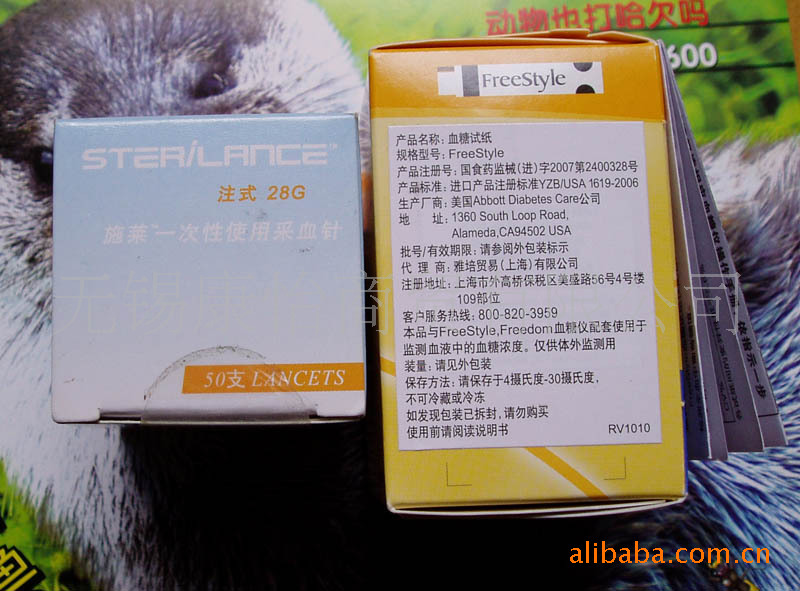 动物也打哈欠吗
600
STERiLANCE™
注式 28G
施莱 一次性使用采血针
50支 LANCETS
FreeStyle
产品名称: 血糖试纸
规格型号: FreeStyle
产品注册号: 国食药监械(进)字2007第2400328号
产品标准: 进口产品注册标准YZB/USA 1619-2006
生产厂商: 美国Abbott Diabetes Care公司
地 址: 1360 South Loop Road,
Alameda,CA94502 USA
批号/有效期限: 请参阅外包装标示
代 理 商: 雅培贸易(上海)有限公司
注册地址: 上海市外高桥保税区美盛路56号4号楼
109部位
客户服务热线: 800-820-3959
本品与FreeStyle,Freedom血糖仪配套使用于
监测血液中的血糖浓度。仅供体外监测用
装量: 请见外包装
保存方法: 请保存于4摄氏度-30摄氏度,
不可冷藏或冷冻
如发现包装已拆封,请勿购买
使用前请阅读说明书
RV1010
alibaba.com.cn